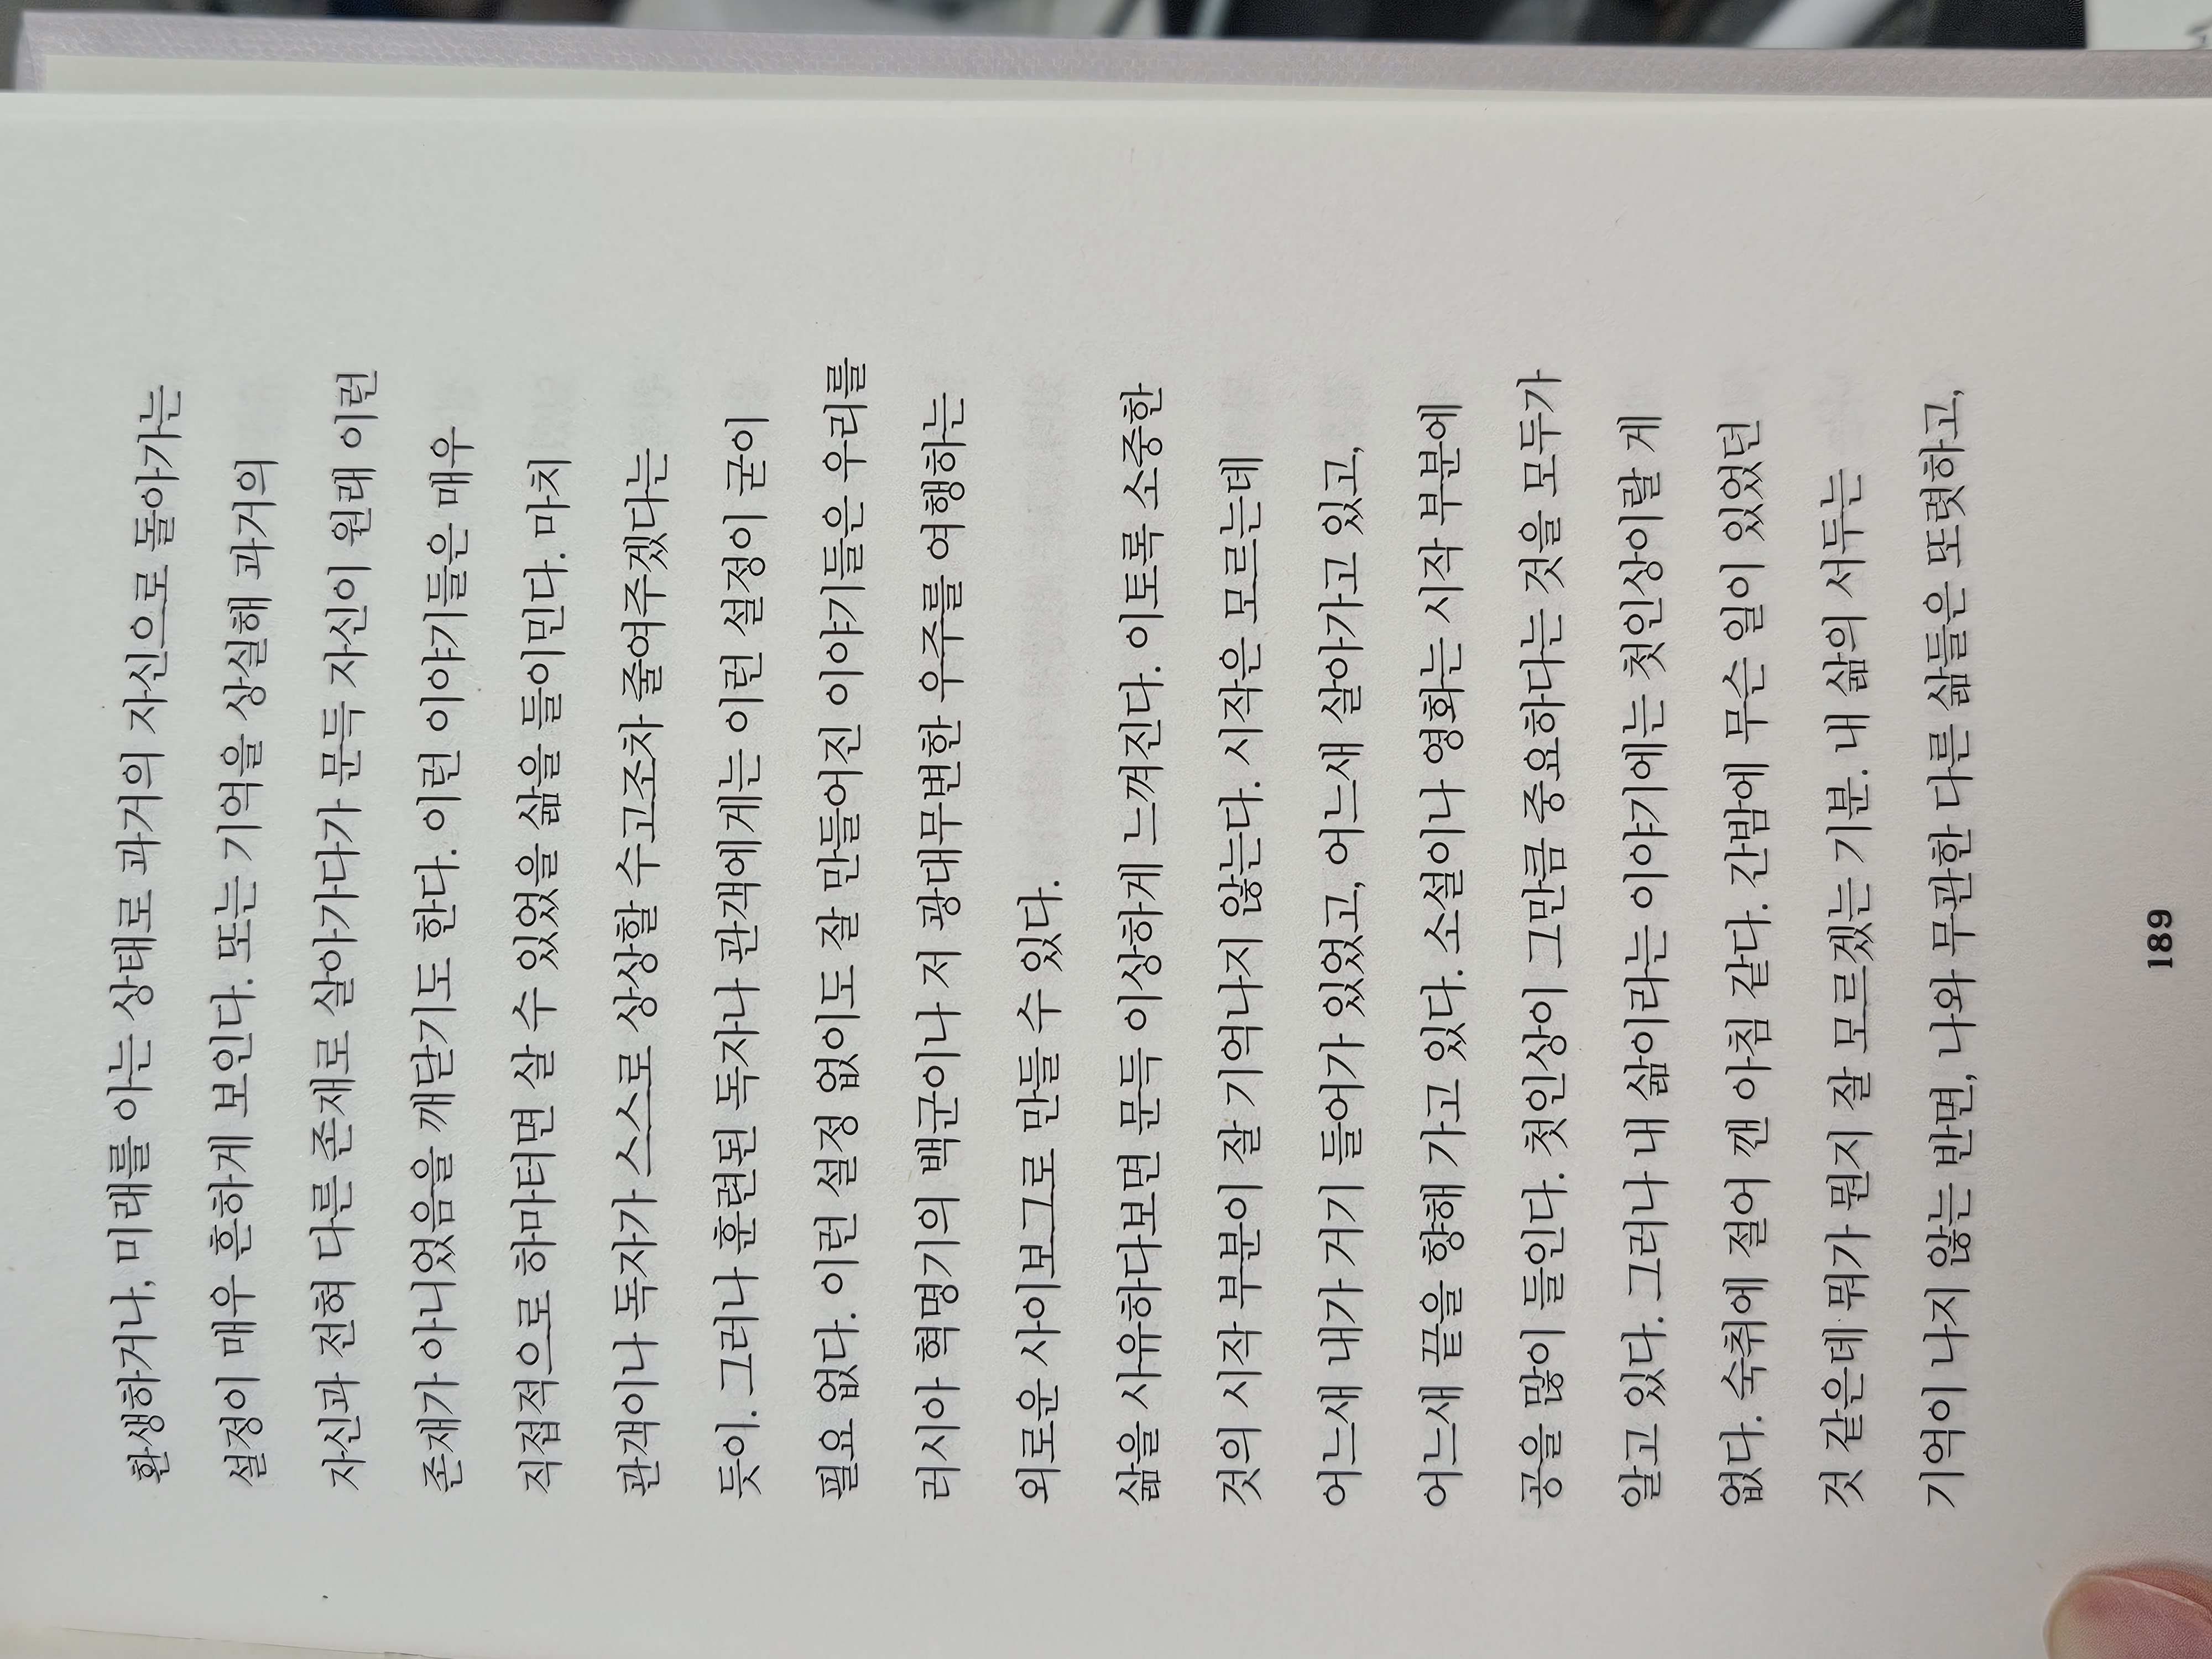 환생하거나, 미래를 아는 상태로 과거의 자신으로 돌아가는
설정이 매우 흔하게 보인다. 또는 기억을 상실해 과거의
자신과 전혀 다른 존재로 살아가다가 문득 자신이 원래 이런
존재가 아니었음을 깨닫기도 한다. 이런 이야기들은 매우
직접적으로 하마터면 살 수 있었을 삶을 들이민다. 마치
관객이나 독자가 스스로 상상할 수고조차 줄여주겠다는
듯이. 그러나 훈련된 독자나 관객에게는 이런 설정이 굳이
필요 없다. 이런 설정 없이도 잘 만들어진 이야기들은 우리를
러시아 혁명기의 백군이나 저 광대무변한 우주를 여행하는
외로운 사이보그로 만들 수 있다.
삶을 사유하다보면 문득 이상하게 느껴진다. 이토록 소중한
것의 시작 부분이 잘 기억나지 않는다. 시작은 모르는데
어느새 내가 거기 들어가 있었고, 어느새 살아가고 있고,
어느새 끝을 향해 가고 있다. 소설이나 영화는 시작 부분에
공을 많이 들인다. 첫인상이 그만큼 중요하다는 것을 모두가
알고 있다. 그러나 내 삶이라는 이야기에는 첫인상이랄 게
없다. 숙취에 절어 깬 아침 같다. 간밤에 무슨 일이 있었던
것 같은데 뭐가 뭔지 잘 모르겠는 기분. 내 삶의 서두는
기억이 나지 않는 반면, 나와 무관한 다른 삶들은 또렷하고,
189